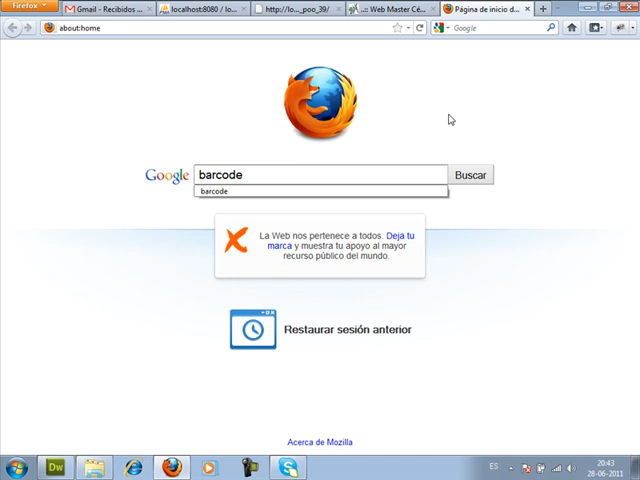 Firefox
Gmail - Recibidos ...
localhost:8080 / lo...
http://lo..._poo_39/
.:: Web Master Cé...
Página de inicio d...
about:home
Google
Google
barcode
Buscar
barcode
La Web nos pertenece a todos. Deja tu
marca y muestra tu apoyo al mayor
recurso público del mundo.
Restaurar sesión anterior
Acerca de Mozilla
Dw
ES
20:43
28-06-2011